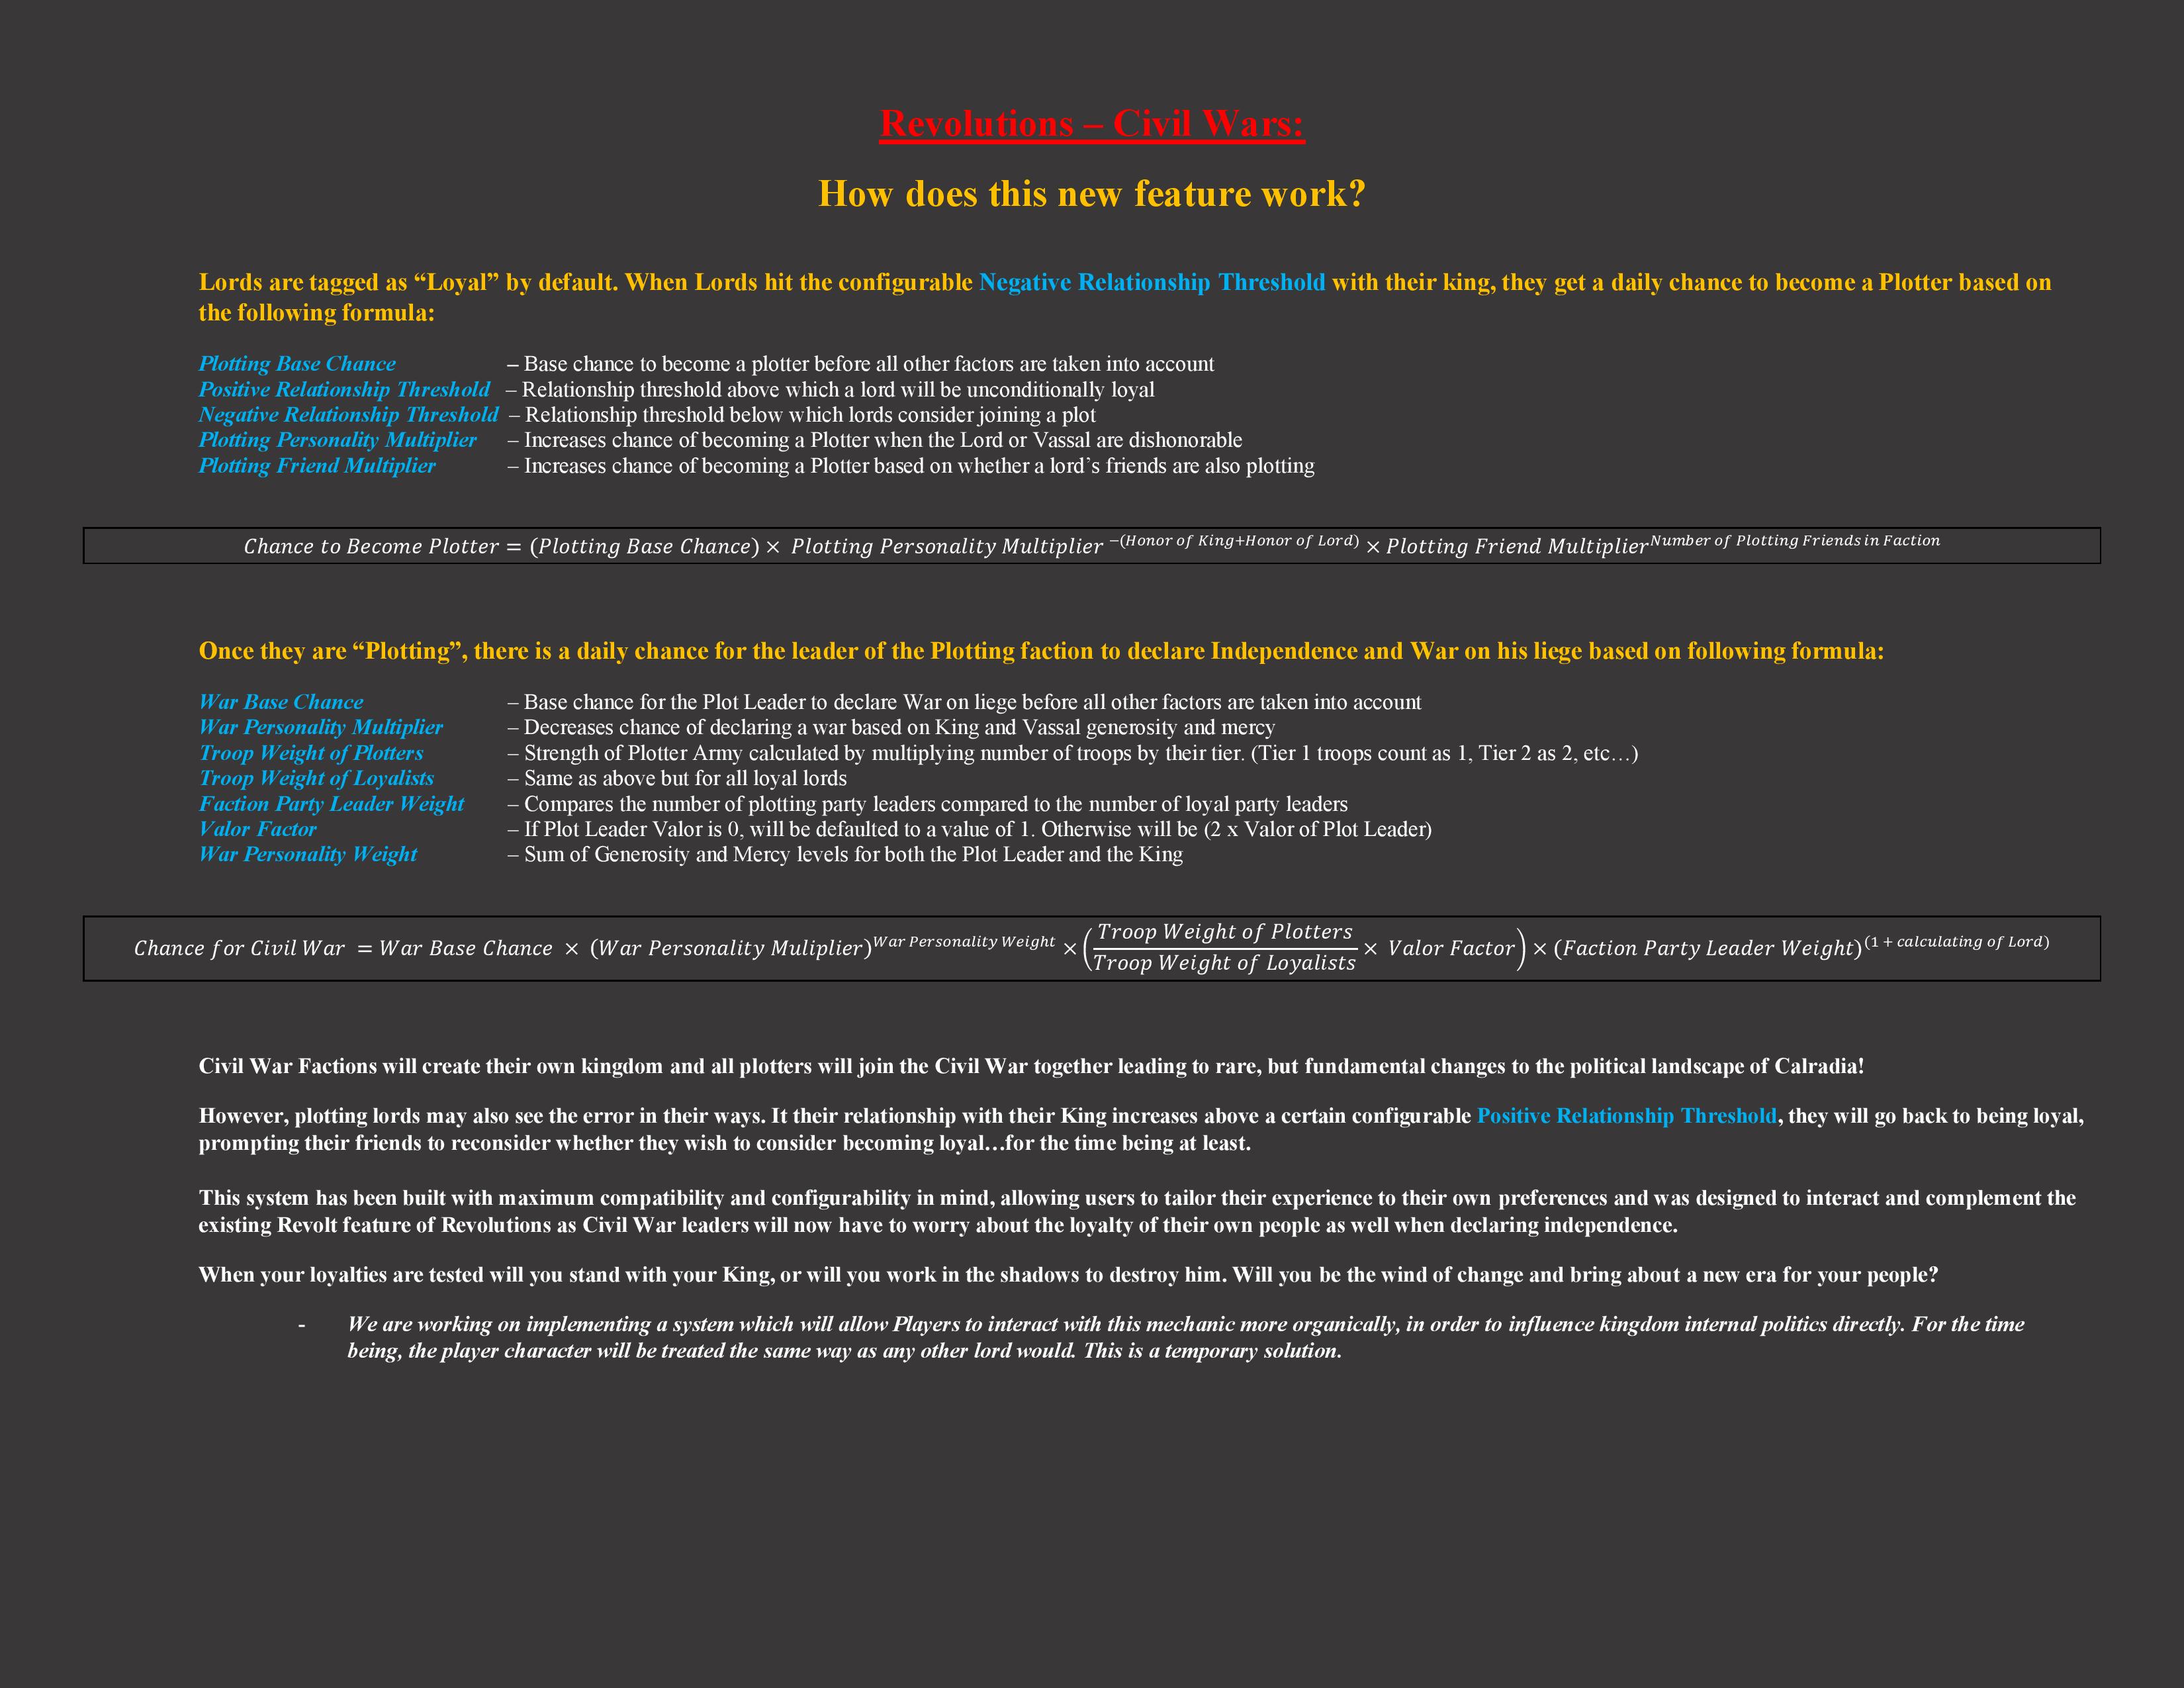 Revolutions – Civil Wars:
How does this new feature work?
Lords are tagged as “Loyal” by default. When Lords hit the configurable Negative Relationship Threshold with their king, they get a daily chance to become a Plotter based on
the following formula:
Plotting Base Chance – Base chance to become a plotter before all other factors are taken into account
Positive Relationship Threshold – Relationship threshold above which a lord will be unconditionally loyal
Negative Relationship Threshold – Relationship threshold below which lords consider joining a plot
Plotting Personality Multiplier – Increases chance of becoming a Plotter when the Lord or Vassal are dishonorable
Plotting Friend Multiplier – Increases chance of becoming a Plotter based on whether a lord’s friends are also plotting
Chance to Become Plotter = (Plotting Base Chance) × Plotting Personality Multiplier ^−(Honor of King+Honor of Lord) × Plotting Friend Multiplier^Number of Plotting Friends in Faction
Once they are “Plotting”, there is a daily chance for the leader of the Plotting faction to declare Independence and War on his liege based on following formula:
War Base Chance – Base chance for the Plot Leader to declare War on liege before all other factors are taken into account
War Personality Multiplier – Decreases chance of declaring a war based on King and Vassal generosity and mercy
Troop Weight of Plotters – Strength of Plotter Army calculated by multiplying number of troops by their tier. (Tier 1 troops count as 1, Tier 2 as 2, etc…)
Troop Weight of Loyalists – Same as above but for all loyal lords
Faction Party Leader Weight – Compares the number of plotting party leaders compared to the number of loyal party leaders
Valor Factor – If Plot Leader Valor is 0, will be defaulted to a value of 1. Otherwise will be (2 x Valor of Plot Leader)
War Personality Weight – Sum of Generosity and Mercy levels for both the Plot Leader and the King
Chance for Civil War = War Base Chance × (War Personality Muliplier)^War Personality Weight × (Troop Weight of Plotters / Troop Weight of Loyalists × Valor Factor) × (Faction Party Leader Weight)^(1 + calculating of Lord)
Civil War Factions will create their own kingdom and all plotters will join the Civil War together leading to rare, but fundamental changes to the political landscape of Calradia!
However, plotting lords may also see the error in their ways. It their relationship with their King increases above a certain configurable Positive Relationship Threshold, they will go back to being loyal,
prompting their friends to reconsider whether they wish to consider becoming loyal…for the time being at least.
This system has been built with maximum compatibility and configurability in mind, allowing users to tailor their experience to their own preferences and was designed to interact and complement the
existing Revolt feature of Revolutions as Civil War leaders will now have to worry about the loyalty of their own people as well when declaring independence.
When your loyalties are tested will you stand with your King, or will you work in the shadows to destroy him. Will you be the wind of change and bring about a new era for your people?
- We are working on implementing a system which will allow Players to interact with this mechanic more organically, in order to influence kingdom internal politics directly. For the time
being, the player character will be treated the same way as any other lord would. This is a temporary solution.